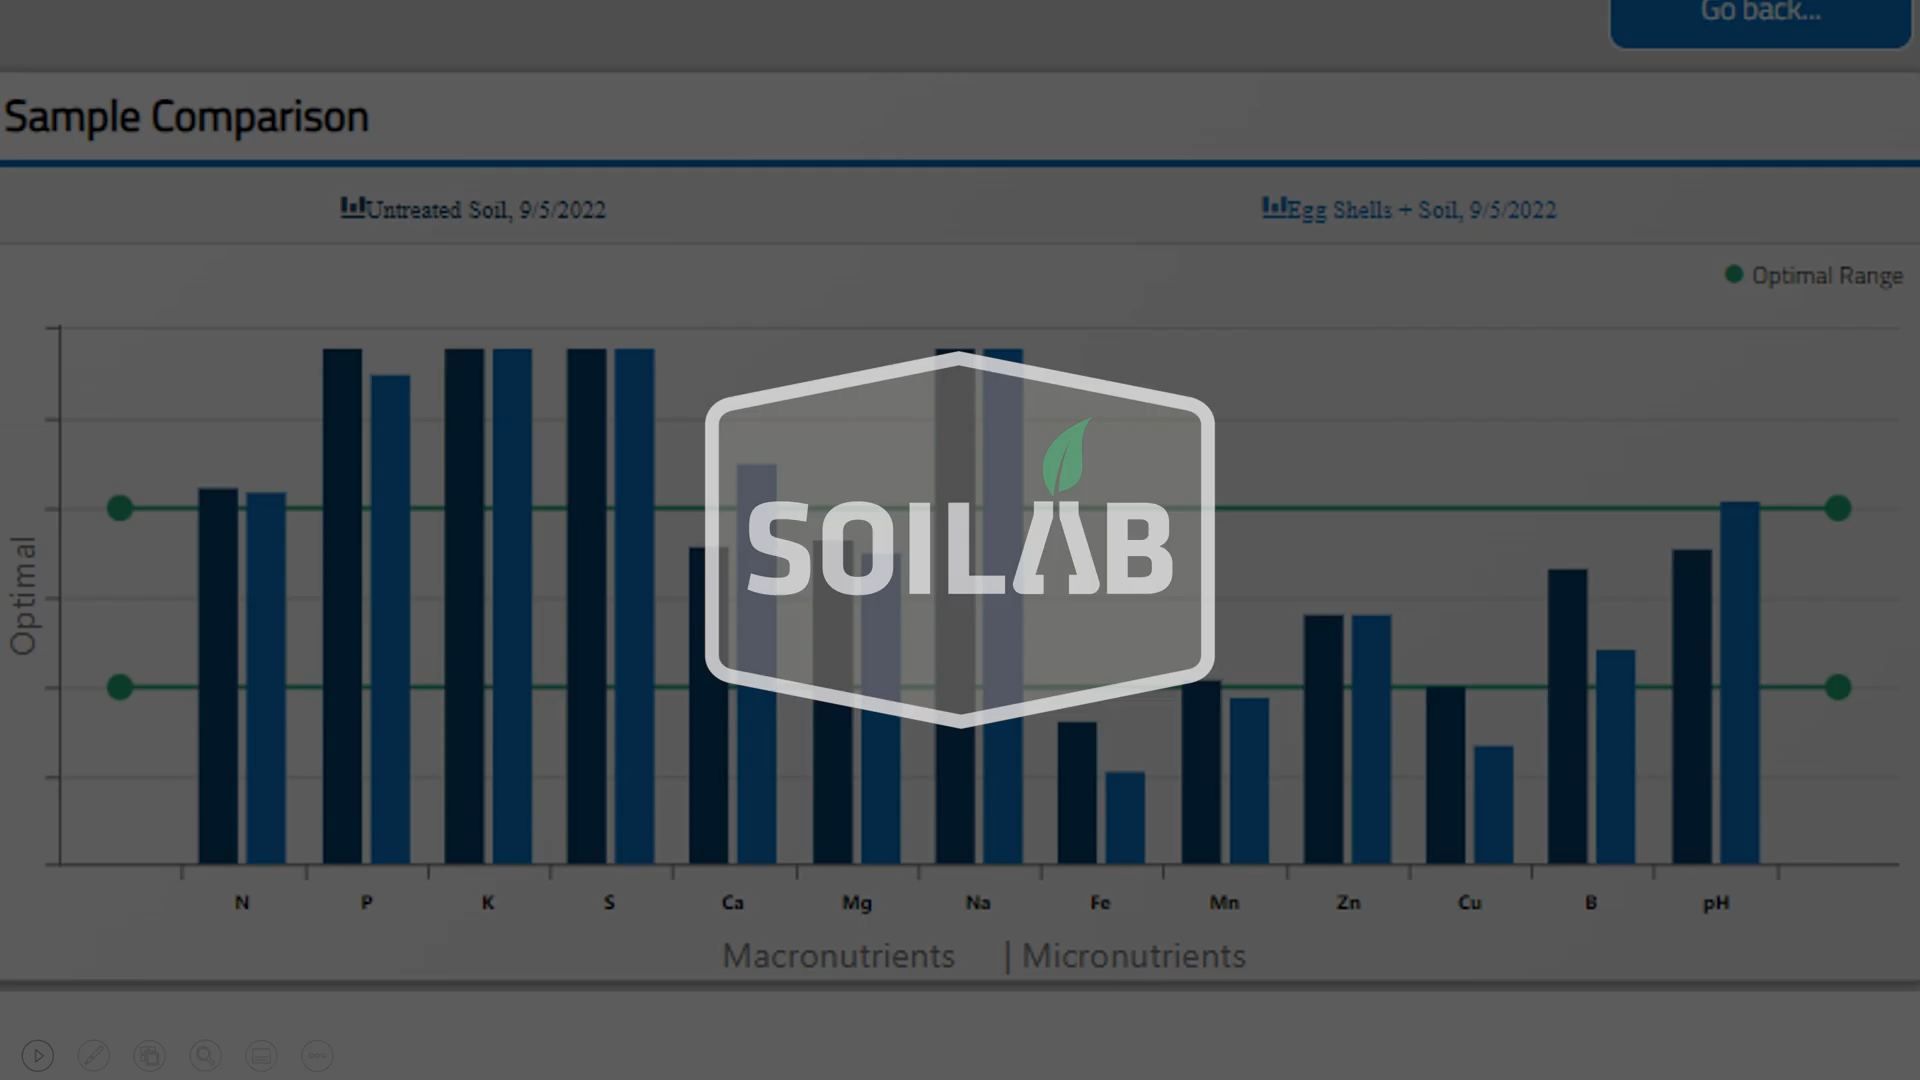 Go back...
Sample Comparison
Untreated Soil, 9/5/2022
Egg Shells + Soil, 9/5/2022
Optimal Range
Optimal
SOILAB
N P K S Ca Mg Na Fe Mn Zn Cu B pH
Macronutrients | Micronutrients